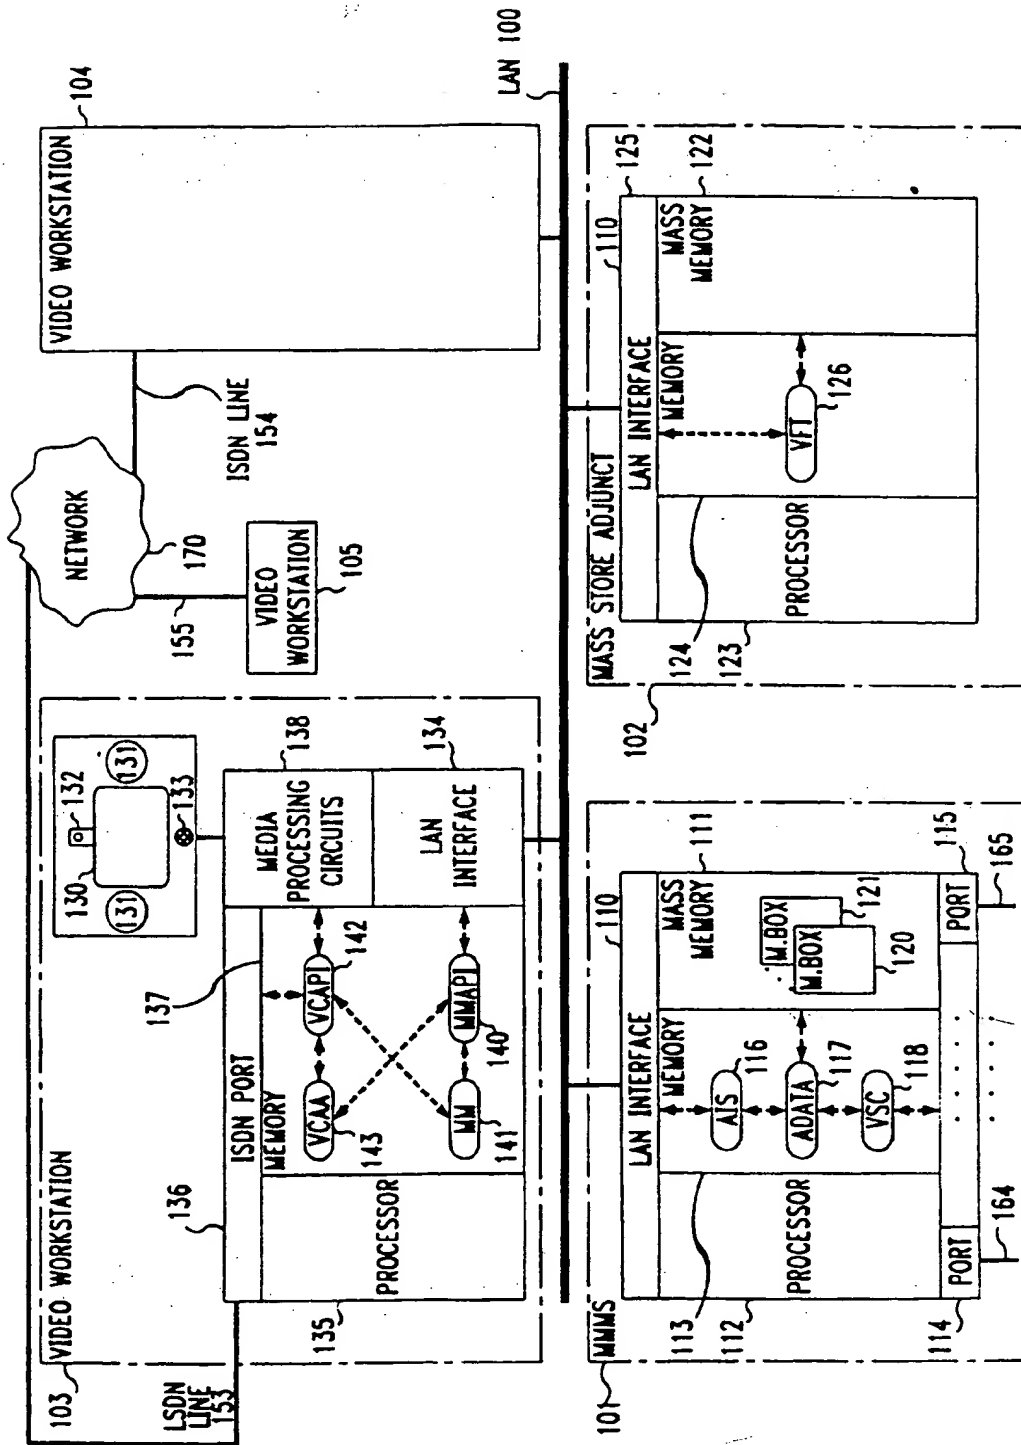 103
VIDEO WORKSTATION
LSDN
LINE
153
136
ISDN PORT
137
MEMORY
VCAA
143
VCAPI
142
MM
141
MMAPI
140
PROCESSOR
135
MEDIA
PROCESSING
CIRCUITS
138
LAN
INTERFACE
134
130
131
131
132
133
NETWORK
170
155
VIDEO
WORKSTATION
105
ISDN LINE
154
VIDEO WORKSTATION
104
LAN 100
101
MMMS
LAN INTERFACE
110
MEMORY
AIS
116
ADATA
117
VSC
118
113
PROCESSOR
112
MASS
MEMORY
111
M.BOX
121
M.BOX
120
PORT
114
164
PORT
115
165
102
MASS STORE ADJUNCT
110
LAN INTERFACE
125
MEMORY
VFT
126
124
PROCESSOR
123
MASS
MEMORY
122